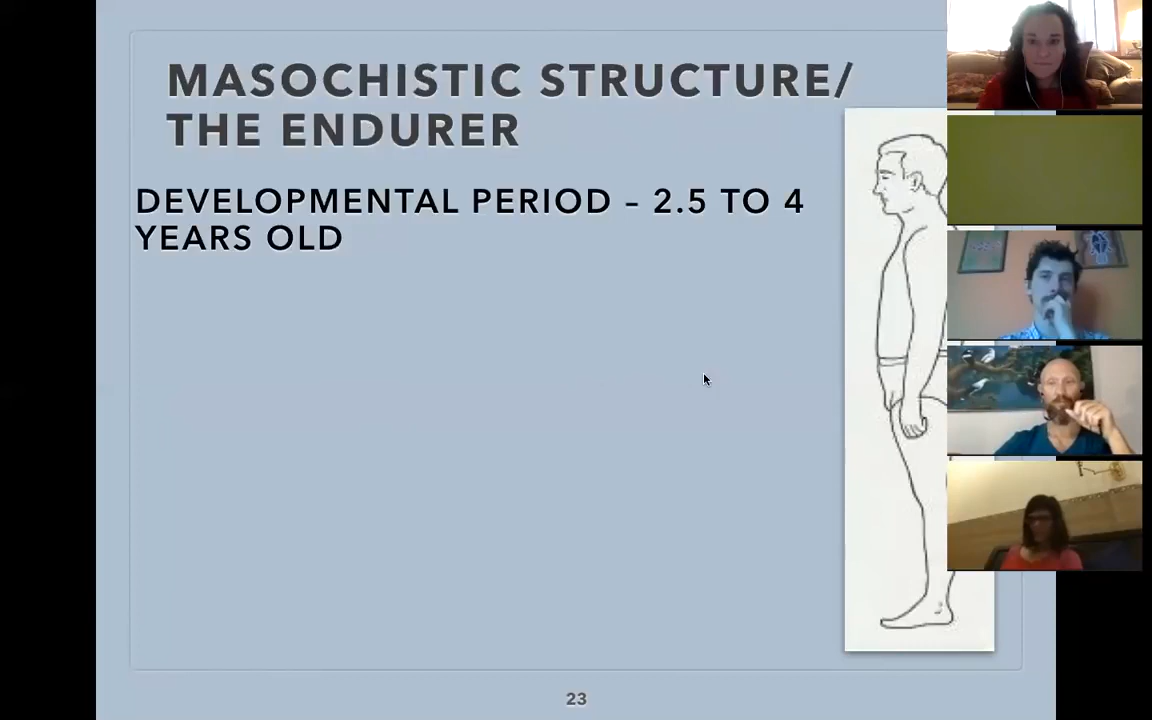 MASOCHISTIC STRUCTURE/
THE ENDURER
DEVELOPMENTAL PERIOD – 2.5 TO 4
YEARS OLD
23